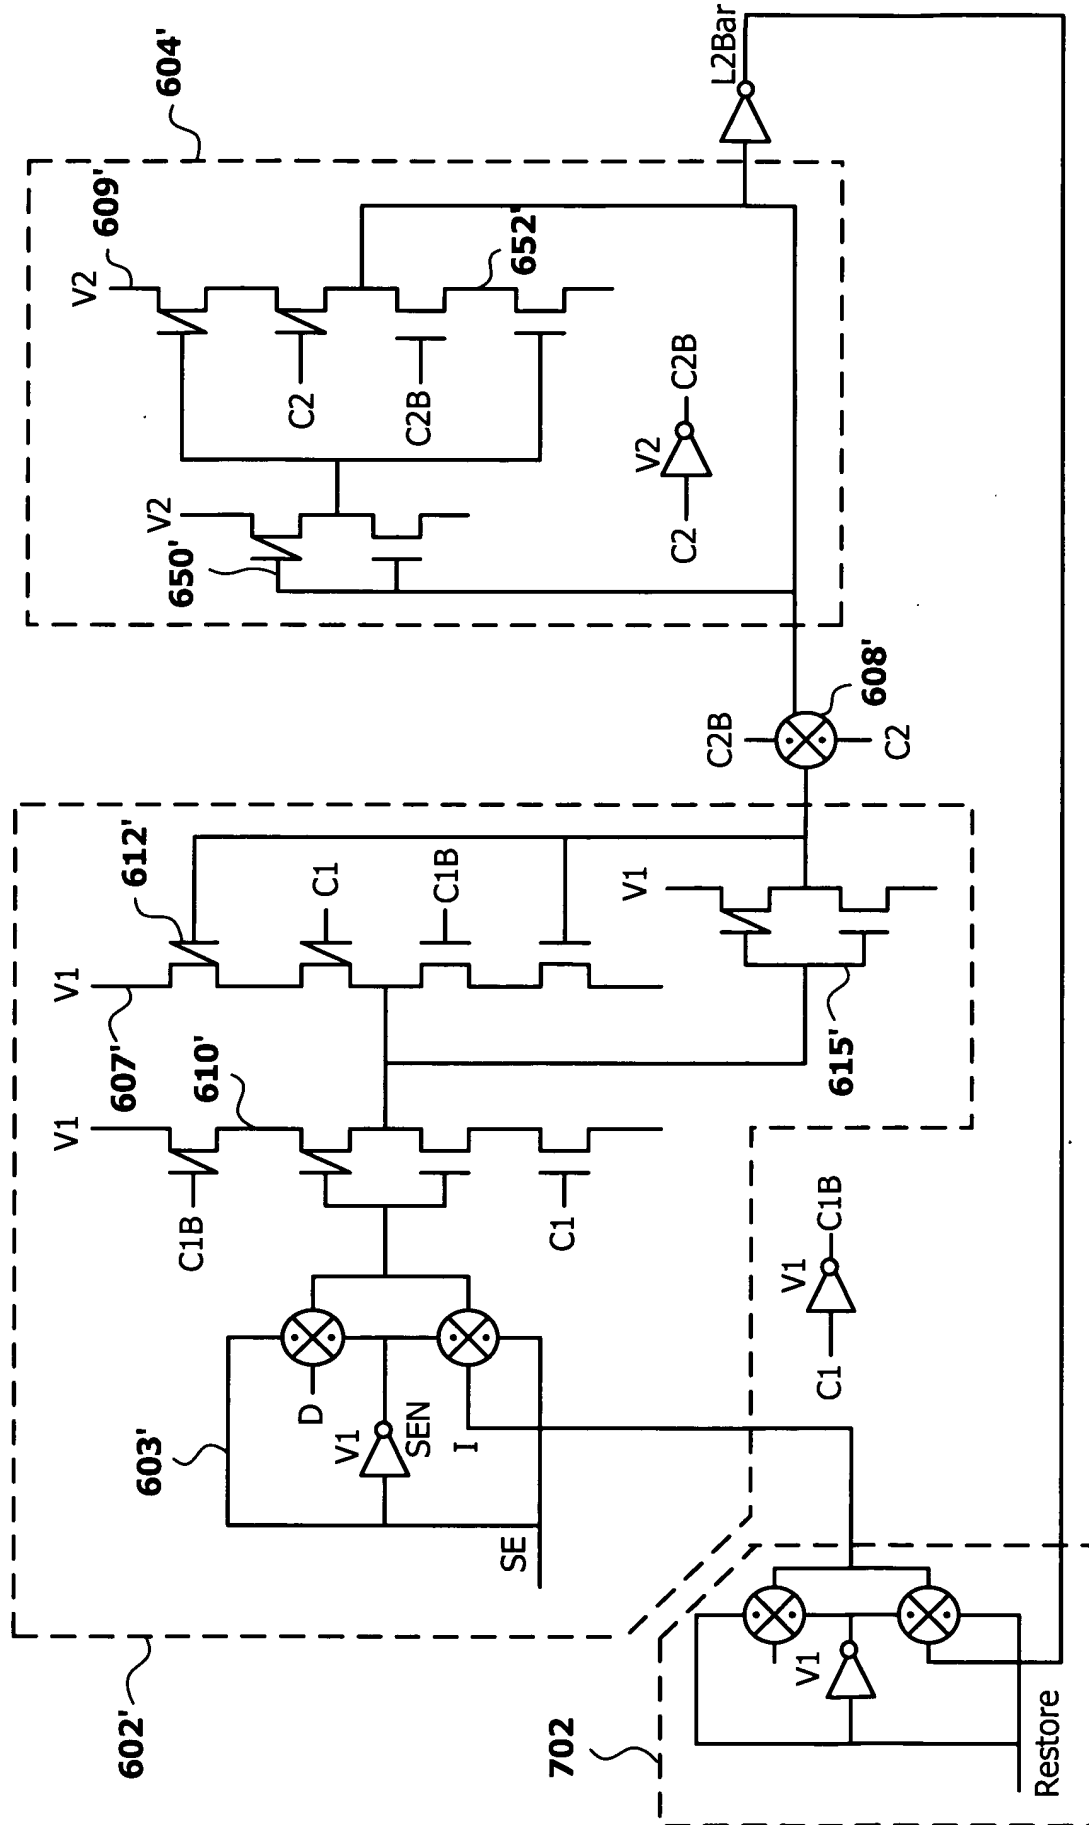 604'
L2Bar
609'
V2
652'
C2
C2B
V2
650'
V2
C2B
C2
608'
C2B
C2
612'
C1
C1B
V1
V1
607'
610'
615'
V1
C1B
C1
V1
C1B
C1
603'
D
V1
SEN
I
SE
602'
702
V1
Restore